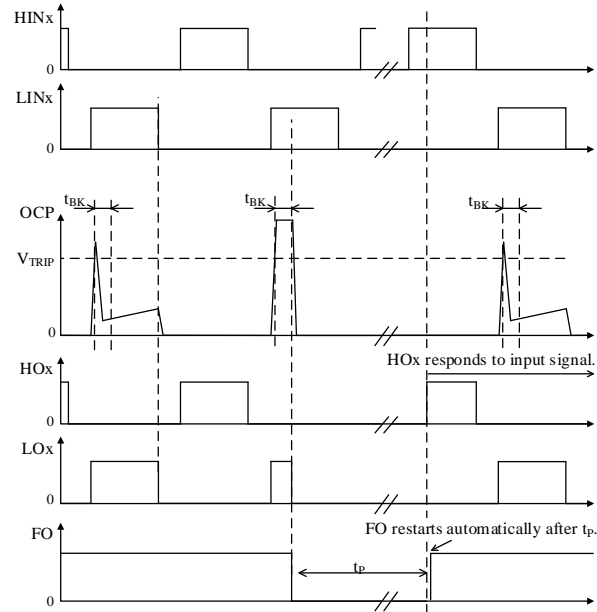 HINx
0
LINx
0
tBK
tBK
tBK
OCP
VTRIP
0
HOx responds to input signal.
HOx
0
LOx
0
FO
FO restarts automatically after tP.
tP
0